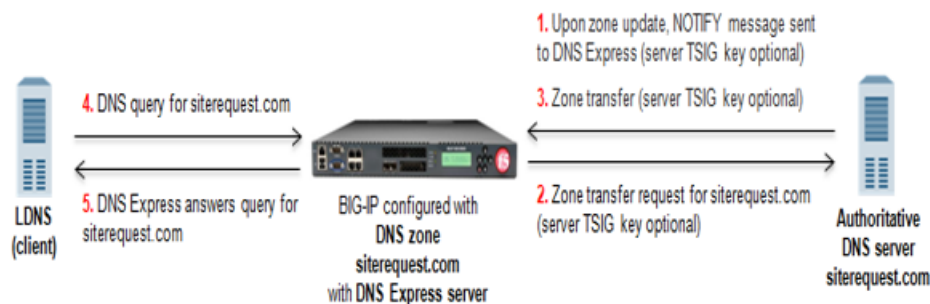 1. Upon zone update, NOTIFY message sent
to DNS Express (server TSIG key optional)
4. DNS query for siterequest.com
3. Zone transfer (server TSIG key optional)
5. DNS Express answers query for
siterequest.com
LDNS
(client)
BIG-IP configured with
DNS zone
siterequest.com
with DNS Express server
2. Zone transfer request for siterequest.com
(server TSIG key optional)
Authoritative
DNS server
siterequest.com